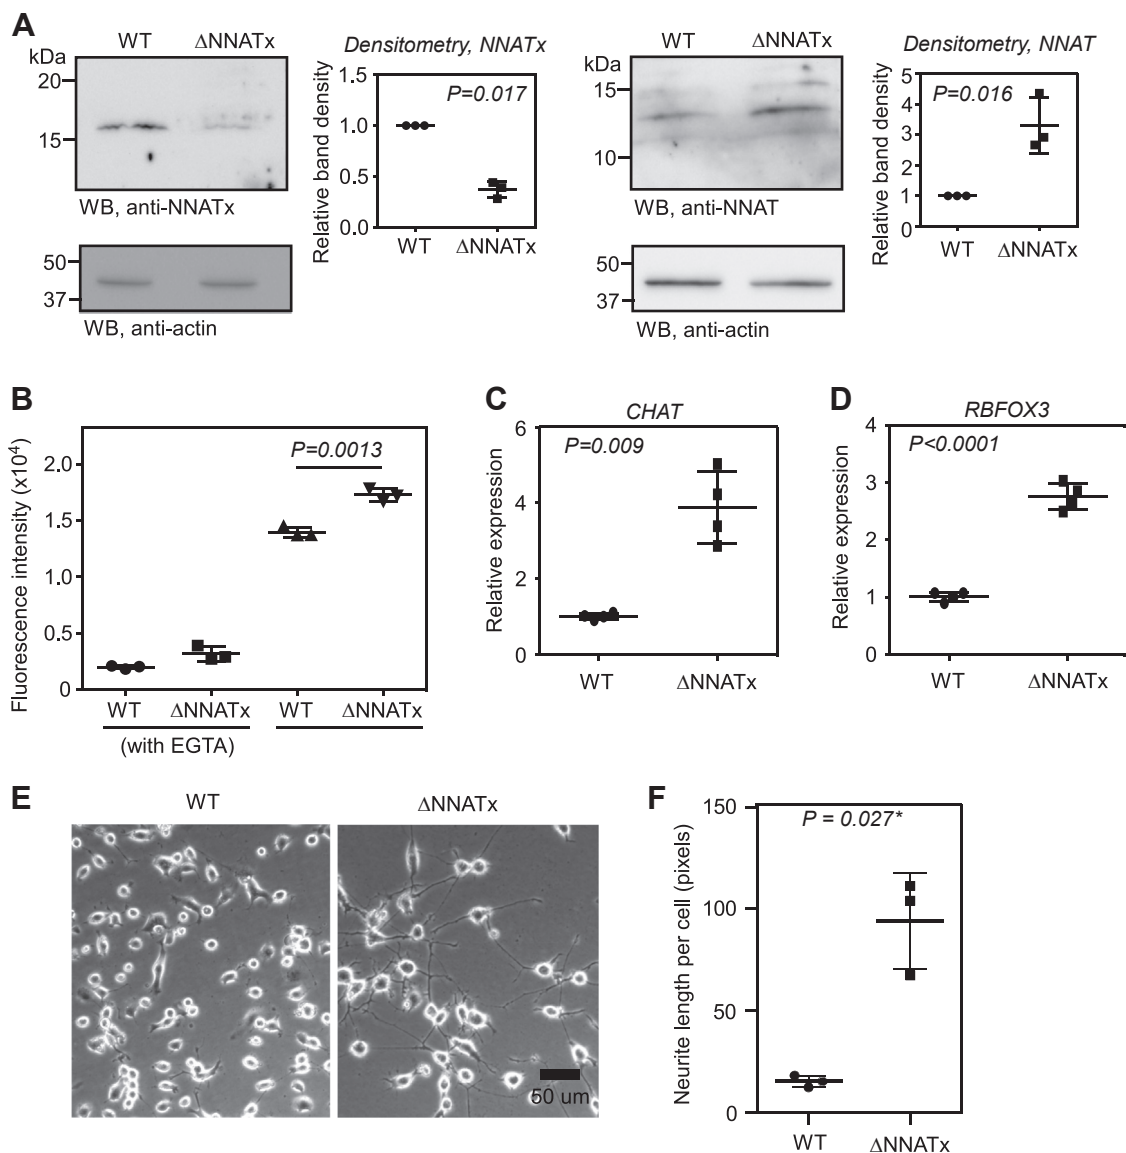 A
WT
ΔNNATx
kDa
20
15
WB, anti-NNATx
50
37
WB, anti-actin
Densitometry, NNATx
Relative band density
1.5
1.0
0.5
0.0
P=0.017
WT
ΔNNATx
WT
ΔNNATx
kDa
15
10
WB, anti-NNAT
50
37
WB, anti-actin
Densitometry, NNAT
Relative band density
5
4
3
2
1
0
P=0.016
WT
ΔNNATx
B
Fluorescence intensity (x10⁴)
2.0
1.5
1.0
0.5
0
P=0.0013
WT
ΔNNATx
WT
ΔNNATx
(with EGTA)
C
CHAT
Relative expression
6
4
2
0
P=0.009
WT
ΔNNATx
D
RBFOX3
Relative expression
4
3
2
1
0
P<0.0001
WT
ΔNNATx
E
WT
ΔNNATx
50 um
F
Neurite length per cell (pixels)
150
100
50
0
P = 0.027*
WT
ΔNNATx